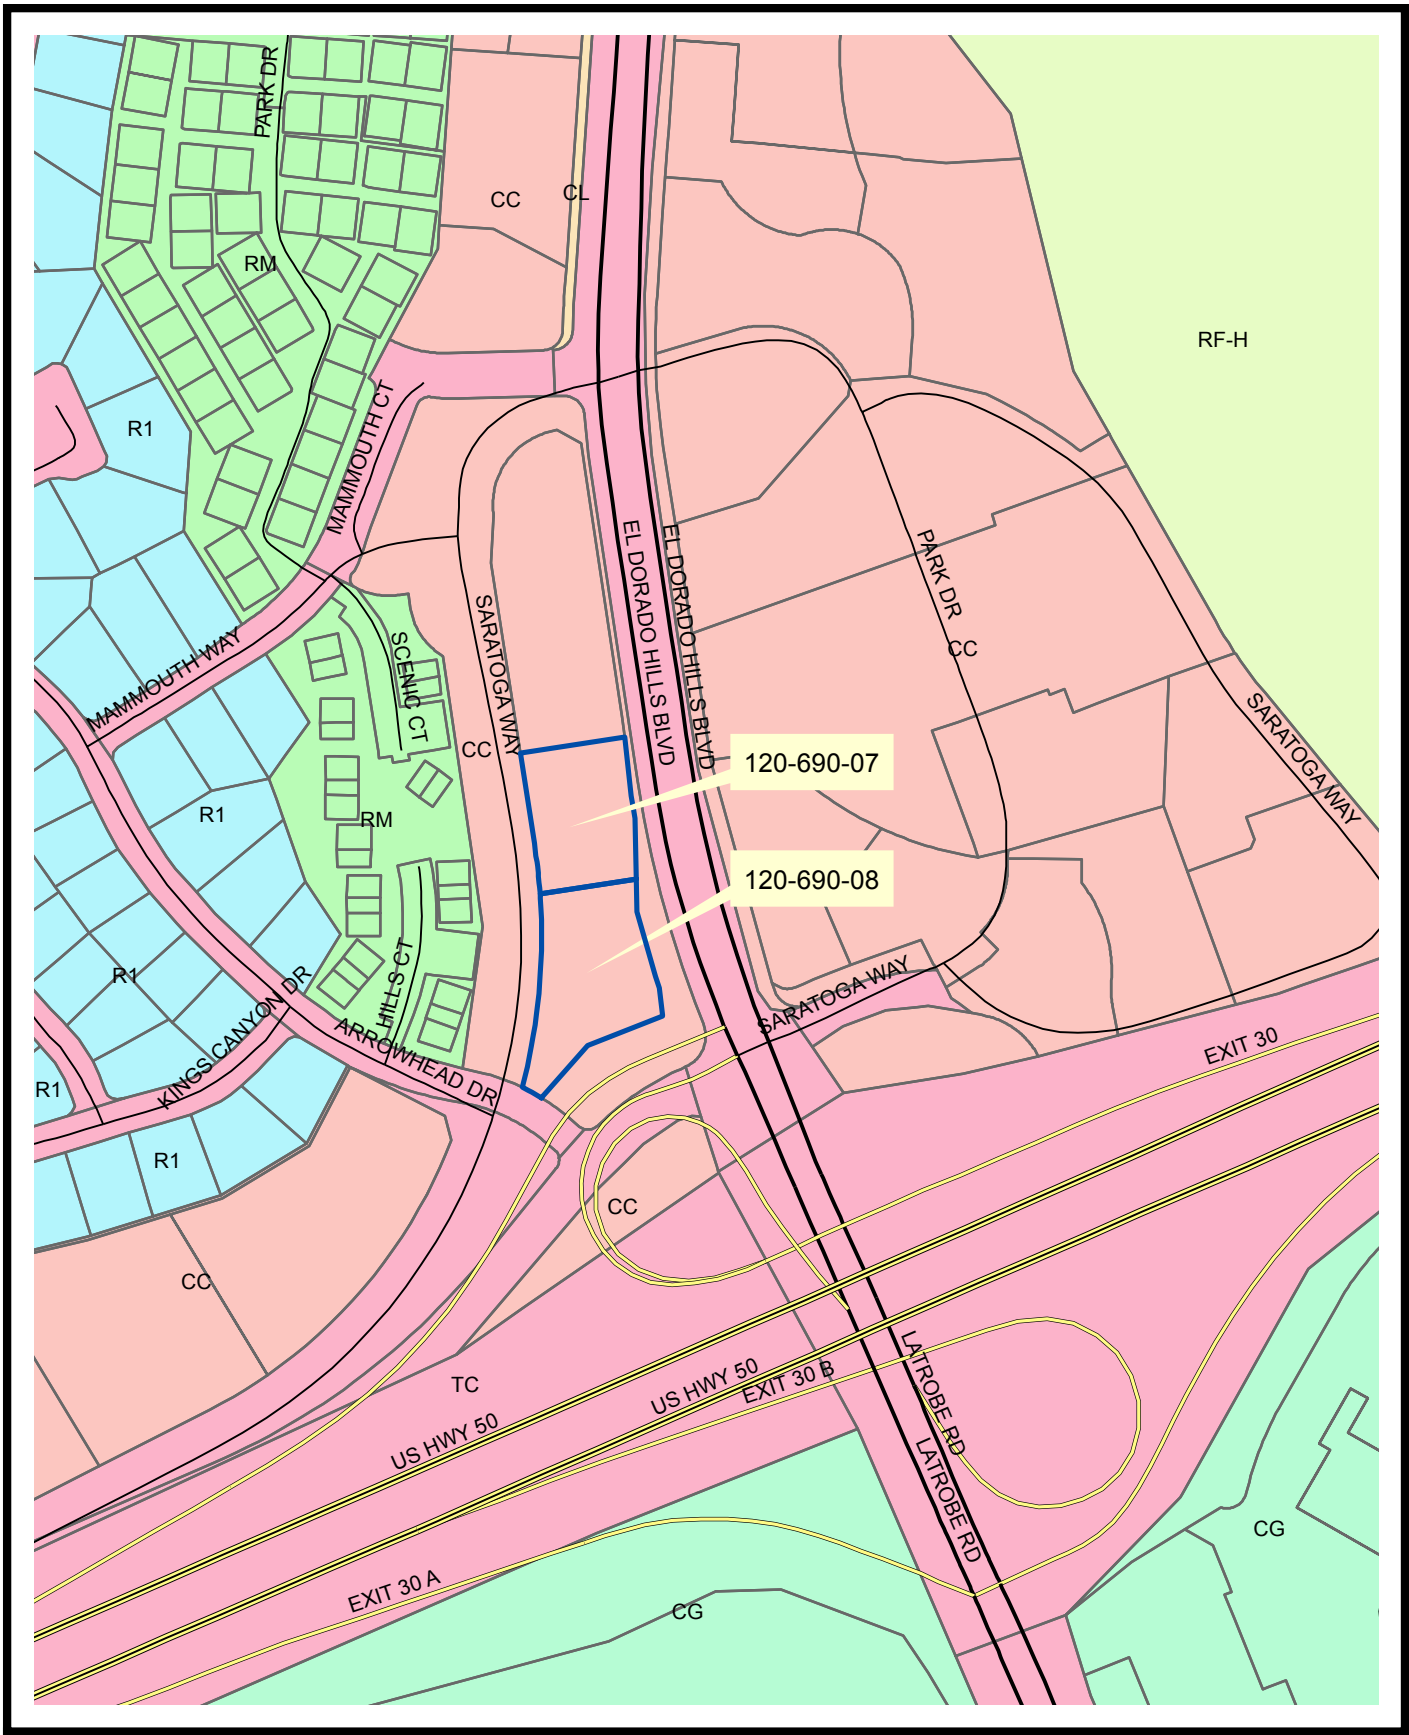 PARK DR
CC
CL
RM
RF-H
R1
MAMMOUTH CT
EL DORADO HILLS BLVD
EL DORADO HILLS BLVD
PARK DR
CC
SARATOGA WAY
SCENIC CT
MAMMOUTH WAY
SARATOGA WAY
CC
120-690-07
R1
RM
120-690-08
R1
HILLS CT
SARATOGA WAY
KINGS CANYON DR
ARROWHEAD DR
EXIT 30
R1
R1
CC
CC
TC
US HWY 50
EXIT 30 B
LATROBE RD
US HWY 50
LATROBE RD
CG
EXIT 30 A
CG